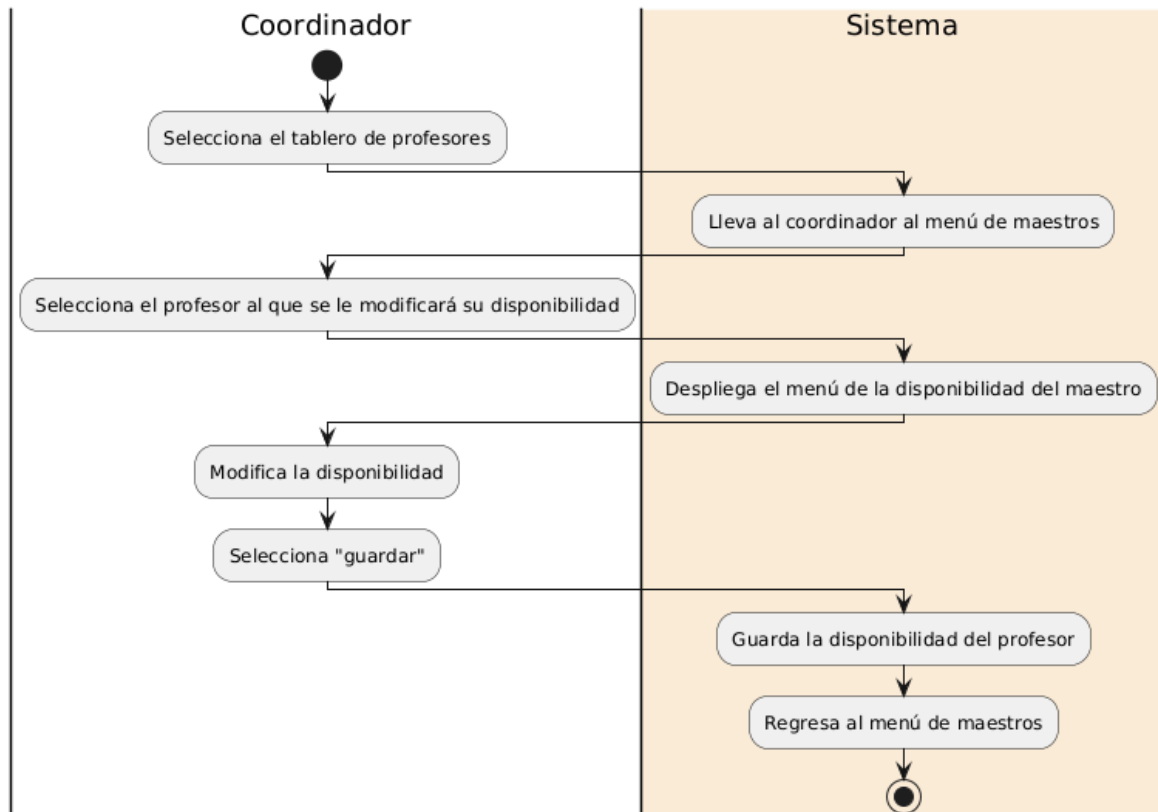 Coordinador
Sistema
Selecciona el tablero de profesores
Lleva al coordinador al menú de maestros
Selecciona el profesor al que se le modificará su disponibilidad
Despliega el menú de la disponibilidad del maestro
Modifica la disponibilidad
Selecciona "guardar"
Guarda la disponibilidad del profesor
Regresa al menú de maestros